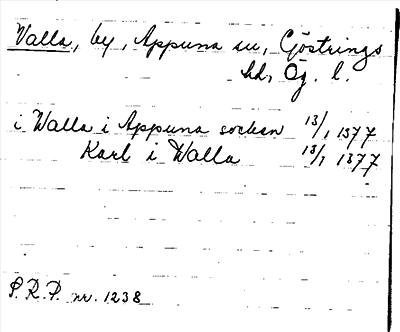 Valla, by, Appuna sn, Göstrings
hd, Ög. l.
i Walla i Appuna socken 13/1 1377
Karl i Walla 13/1 1377
S.R.P. nr. 1238